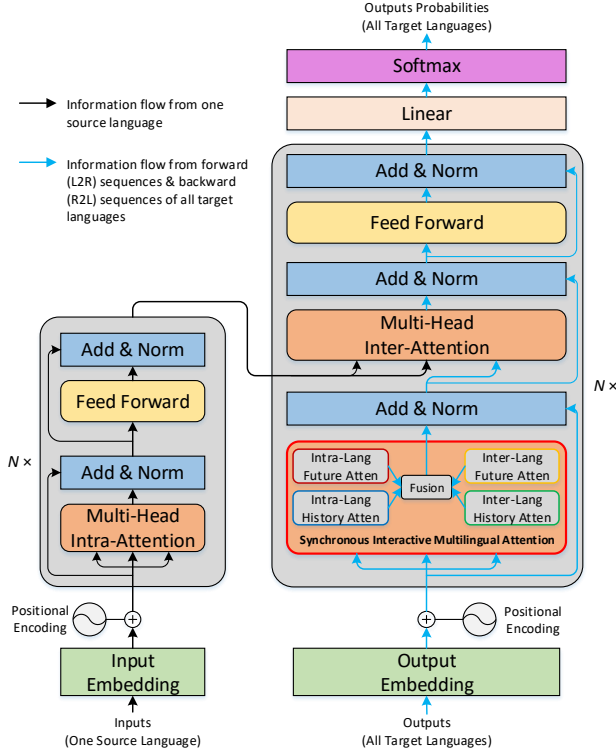 Outputs Probabilities
(All Target Languages)
Softmax
Linear
Information flow from one
source language
Information flow from forward
(L2R) sequences & backward
(R2L) sequences of all target
languages
Add & Norm
Feed Forward
Add & Norm
Multi-Head
Inter-Attention
Add & Norm
N ×
Intra-Lang
Future Atten
Inter-Lang
Future Atten
Fusion
Intra-Lang
History Atten
Inter-Lang
History Atten
Synchronous Interactive Multilingual Attention
Add & Norm
Feed Forward
N ×
Add & Norm
Multi-Head
Intra-Attention
Positional
Encoding
Positional
Encoding
Input
Embedding
Output
Embedding
Inputs
(One Source Language)
Outputs
(All Target Languages)